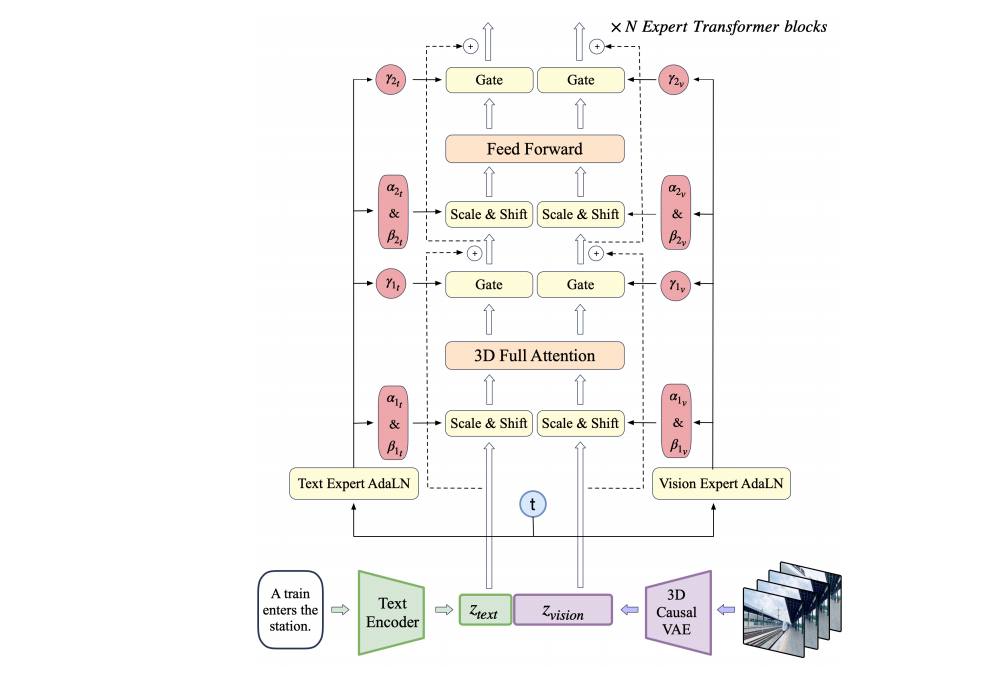 × N Expert Transformer blocks
+ +
γ2t Gate Gate γ2v
Feed Forward
α2t & β2t Scale & Shift Scale & Shift α2v & β2v
+ +
γ1t Gate Gate γ1v
3D Full Attention
α1t & β1t Scale & Shift Scale & Shift α1v & β1v
Text Expert AdaLN Vision Expert AdaLN
t
A train
enters the
station.
Text
Encoder
ztext zvision
3D
Causal
VAE